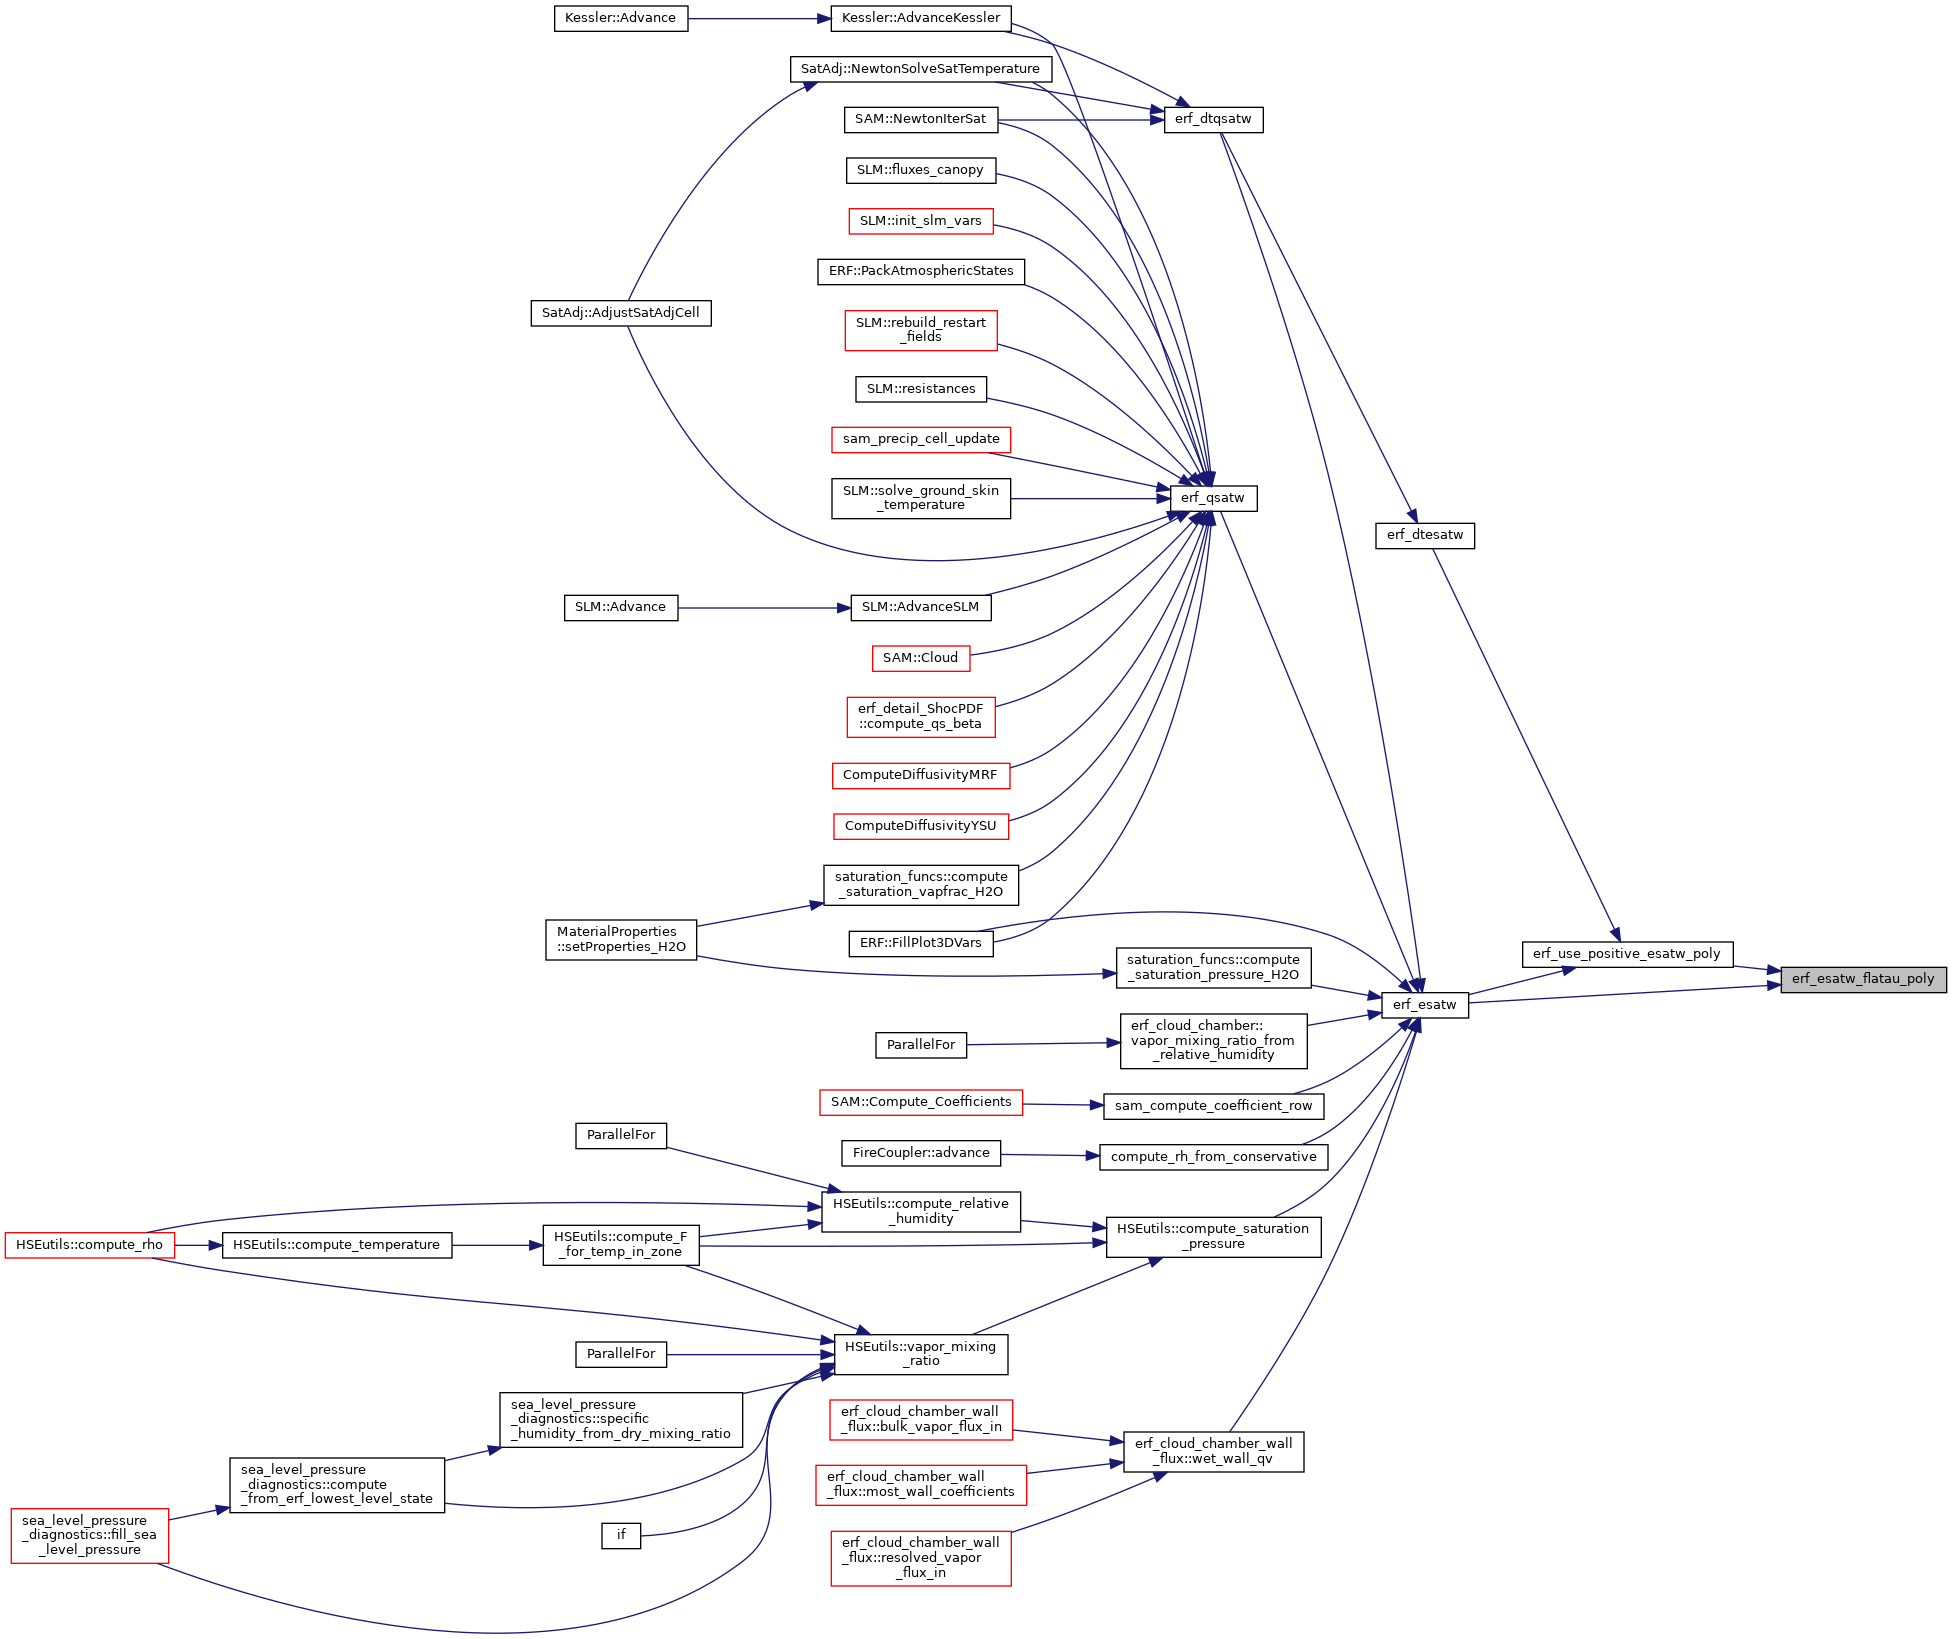 Kessler::Advance
Kessler::AdvanceKessler
SatAdj::NewtonSolveSatTemperature
SAM::NewtonIterSat
erf_dtqsatw
SLM::fluxes_canopy
SLM::init_slm_vars
ERF::PackAtmosphericStates
SatAdj::AdjustSatAdjCell
SLM::rebuild_restart
_fields
SLM::resistances
sam_precip_cell_update
SLM::solve_ground_skin
_temperature
erf_qsatw
erf_dtesatw
SLM::Advance
SLM::AdvanceSLM
SAM::Cloud
erf_detail_ShocPDF
::compute_qs_beta
ComputeDiffusivityMRF
ComputeDiffusivityYSU
saturation_funcs::compute
_saturation_vapfrac_H2O
MaterialProperties
::setProperties_H2O
ERF::FillPlot3DVars
saturation_funcs::compute
_saturation_pressure_H2O
erf_use_positive_esatw_poly
erf_esatw_flatau_poly
erf_esatw
ParallelFor
erf_cloud_chamber::
vapor_mixing_ratio_from
_relative_humidity
SAM::Compute_Coefficients
sam_compute_coefficient_row
ParallelFor
FireCoupler::advance
compute_rh_from_conservative
HSEutils::compute_relative
_humidity
HSEutils::compute_saturation
_pressure
HSEutils::compute_rho
HSEutils::compute_temperature
HSEutils::compute_F
_for_temp_in_zone
ParallelFor
HSEutils::vapor_mixing
_ratio
sea_level_pressure
_diagnostics::specific
_humidity_from_dry_mixing_ratio
erf_cloud_chamber_wall
_flux::bulk_vapor_flux_in
erf_cloud_chamber_wall
_flux::wet_wall_qv
sea_level_pressure
_diagnostics::compute
_from_erf_lowest_level_state
erf_cloud_chamber_wall
_flux::most_wall_coefficients
sea_level_pressure
_diagnostics::fill_sea
_level_pressure
if
erf_cloud_chamber_wall
_flux::resolved_vapor
_flux_in